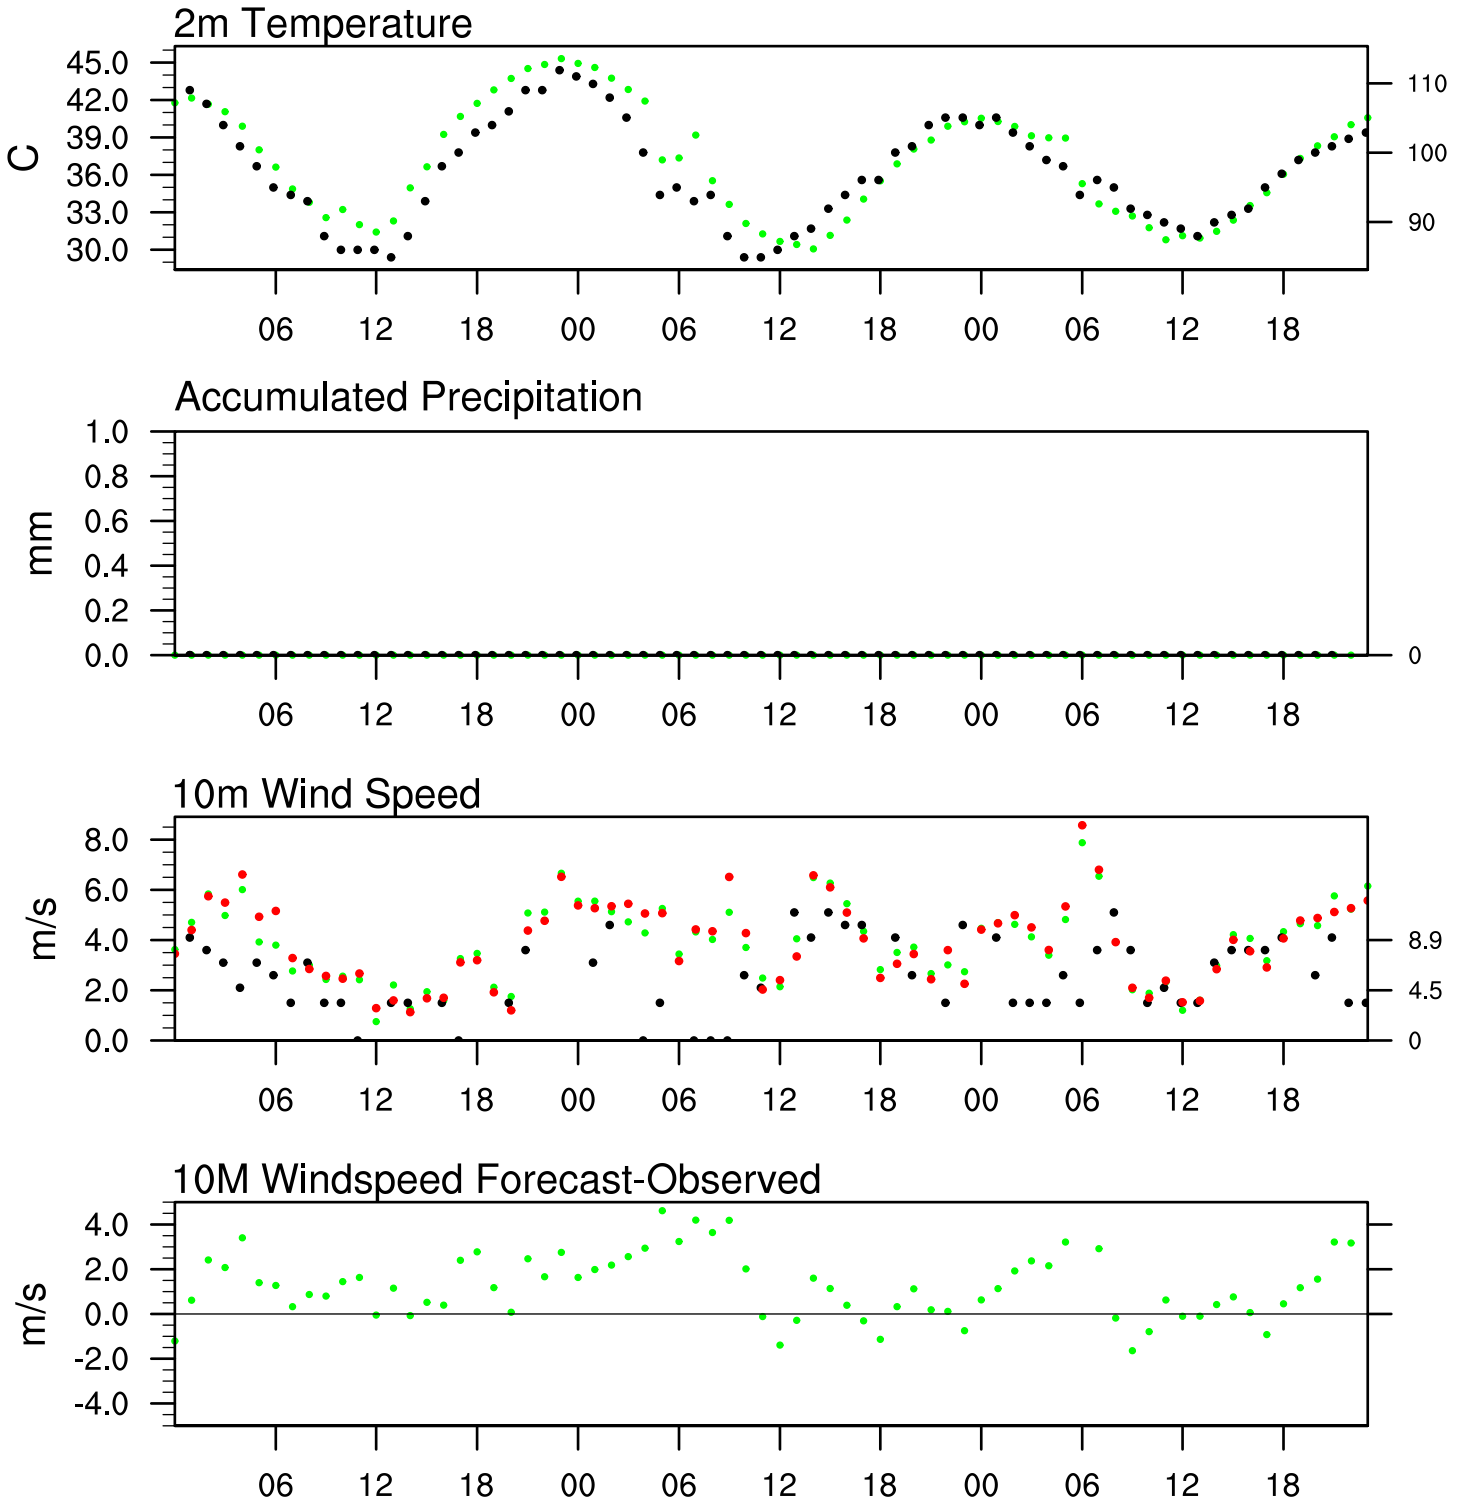 2m Temperature
45.0
42.0
39.0
36.0
33.0
30.0
C
110
100
90
06 12 18 00 06 12 18 00 06 12 18
Accumulated Precipitation
1.0
0.8
0.6
0.4
0.2
0.0
mm
0
06 12 18 00 06 12 18 00 06 12 18
10m Wind Speed
8.0
6.0
4.0
2.0
0.0
m/s
8.9
4.5
0
06 12 18 00 06 12 18 00 06 12 18
10M Windspeed Forecast-Observed
4.0
2.0
0.0
-2.0
-4.0
m/s
06 12 18 00 06 12 18 00 06 12 18